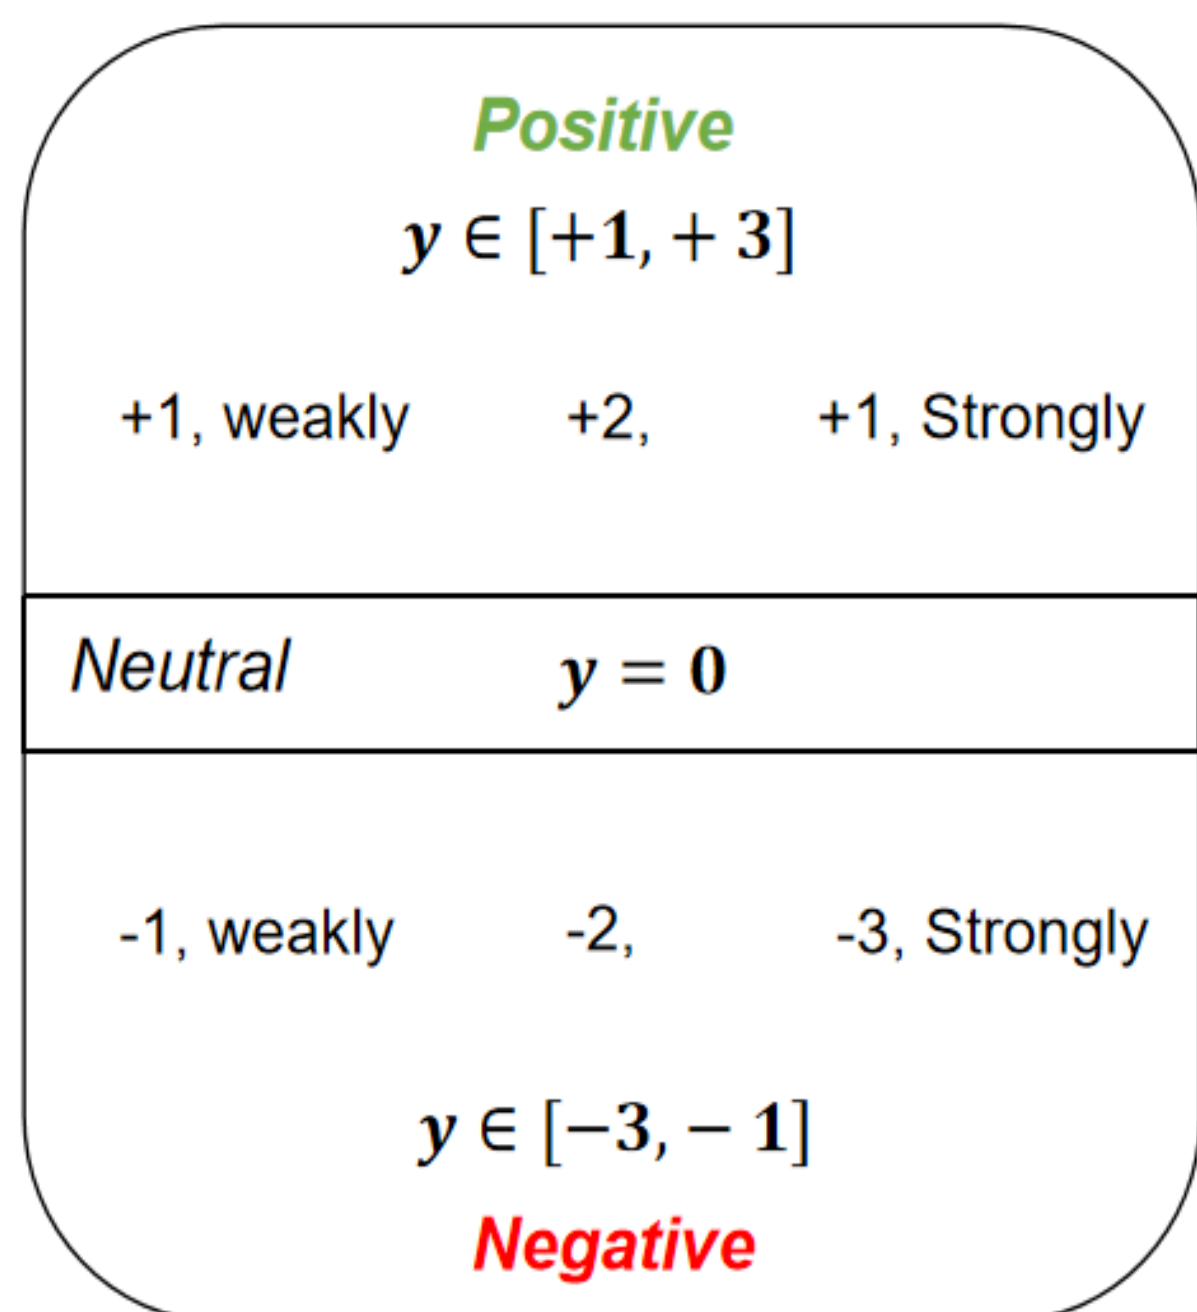 Positive
y ∈ [+1, + 3]
+1, weakly +2, +1, Strongly
Neutral y = 0
-1, weakly -2, -3, Strongly
y ∈ [−3, − 1]
Negative